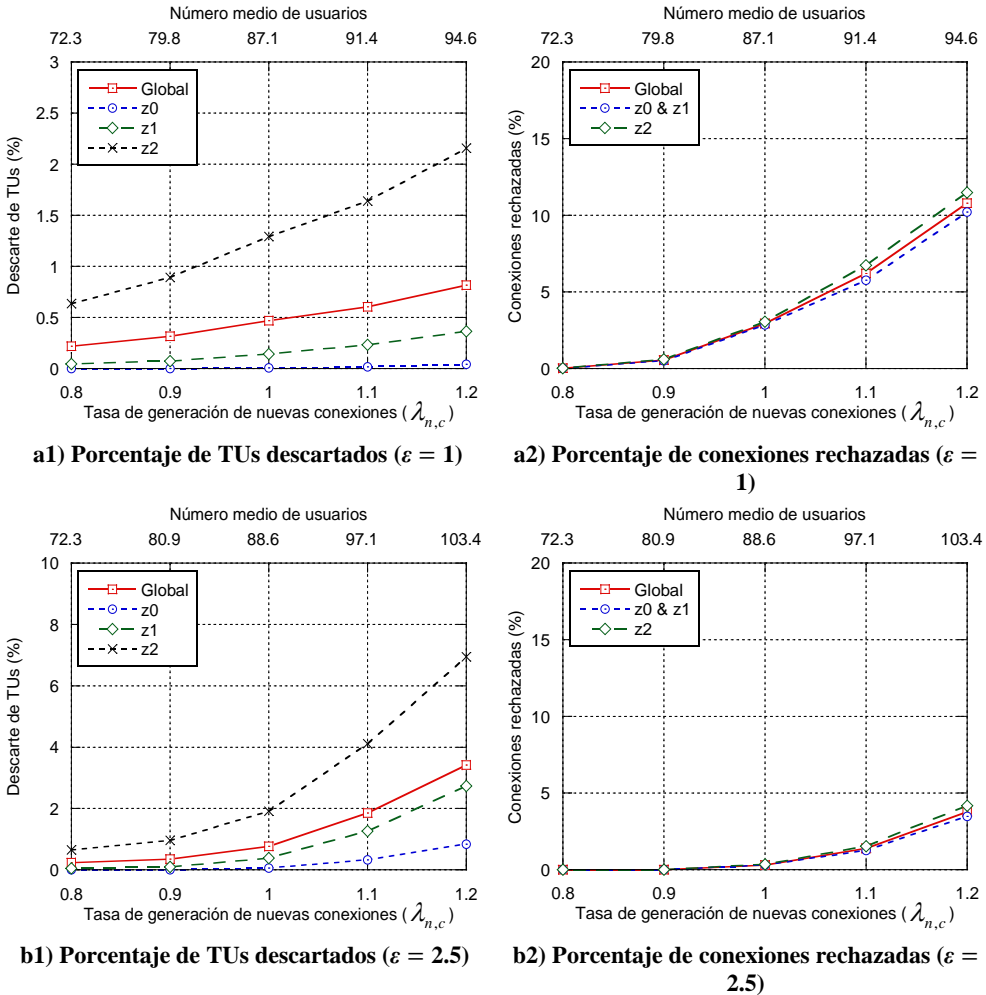 Número medio de usuarios
72.3 79.8 87.1 91.4 94.6
3
2.5
2
1.5
1
0.5
0
Descarte de TUs (%)
Global
z0
z1
z2
0.8 0.9 1 1.1 1.2
Tasa de generación de nuevas conexiones ( λn,c )
a1) Porcentaje de TUs descartados (ε = 1)
Número medio de usuarios
72.3 79.8 87.1 91.4 94.6
20
15
10
5
0
Conexiones rechazadas (%)
Global
z0 & z1
z2
0.8 0.9 1 1.1 1.2
Tasa de generación de nuevas conexiones ( λn,c )
a2) Porcentaje de conexiones rechazadas (ε =
1)
Número medio de usuarios
72.3 80.9 88.6 97.1 103.4
10
8
6
4
2
0
Descarte de TUs (%)
Global
z0
z1
z2
0.8 0.9 1 1.1 1.2
Tasa de generación de nuevas conexiones ( λn,c )
b1) Porcentaje de TUs descartados (ε = 2.5)
Número medio de usuarios
72.3 80.9 88.6 97.1 103.4
20
15
10
5
0
Conexiones rechazadas (%)
Global
z0 & z1
z2
0.8 0.9 1 1.1 1.2
Tasa de generación de nuevas conexiones ( λn,c )
b2) Porcentaje de conexiones rechazadas (ε =
2.5)